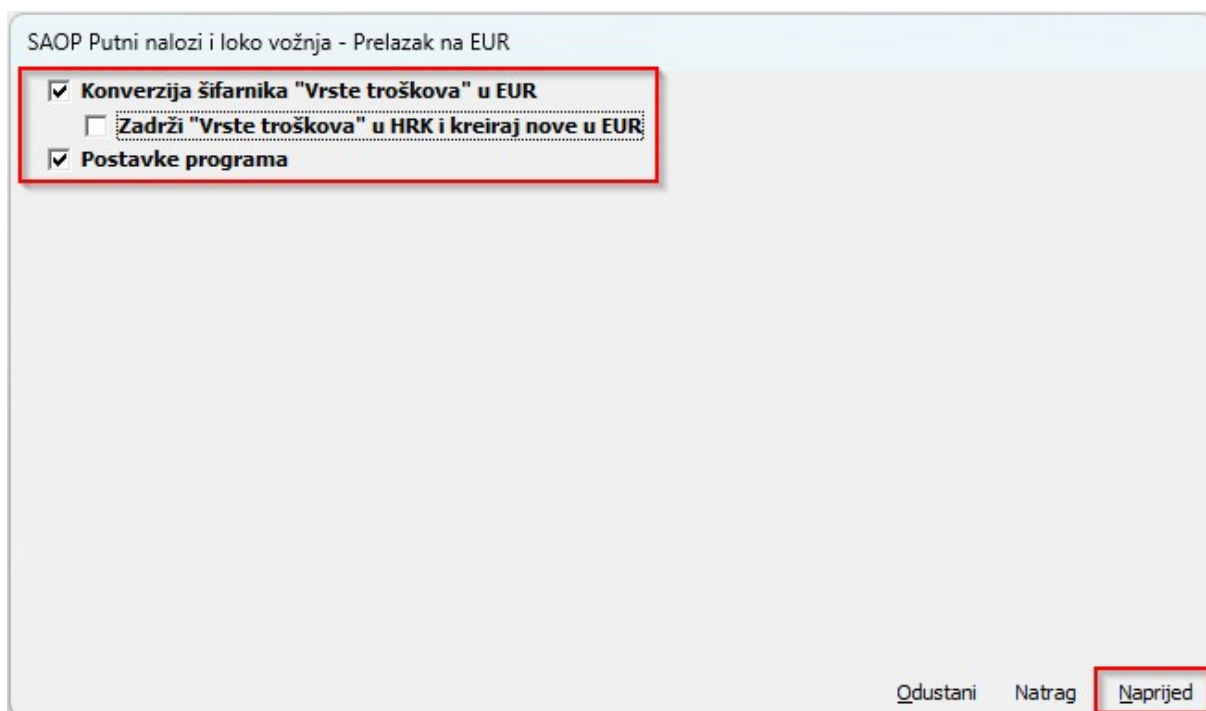 SAOP Putni nalozi i loko vožnja - Prelazak na EUR
Konverzija šifarnika "Vrste troškova" u EUR
Zadrži "Vrste troškova" u HRK i kreiraj nove u EUR
Postavke programa
Odustani Natrag Naprijed